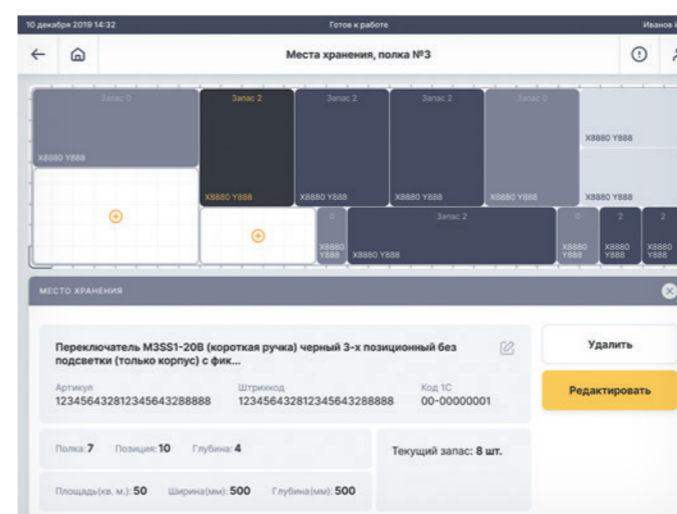 10 декабря 2019 14:32
Готов к работе
Иванов
Места хранения, полка №3
Запас 0
Запас 2
Запас 2
Запас 2
Запас 0
X8880 Y888
X8880 Y888
X8880 Y888
X8880 Y888
X8880 Y888
X8880 Y888
X8880 Y888
0
Запас 2
0
2
2
X8880
Y888
X8880 Y888
X8880
Y888
X8880
Y888
X8880
Y888
МЕСТО ХРАНЕНИЯ
Переключатель M3SS1-20B (короткая ручка) черный 3-х позиционный без
подсветки (только корпус) с фик...
Удалить
Артикул
Штрихкод
Код 1С
123456432812345643288888
123456432812345643288888
00-00000001
Редактировать
Полка: 7 Позиция: 10 Глубина: 4
Текущий запас: 8 шт.
Площадь(кв. м.): 50 Ширина(мм): 500 Глубина(мм): 500